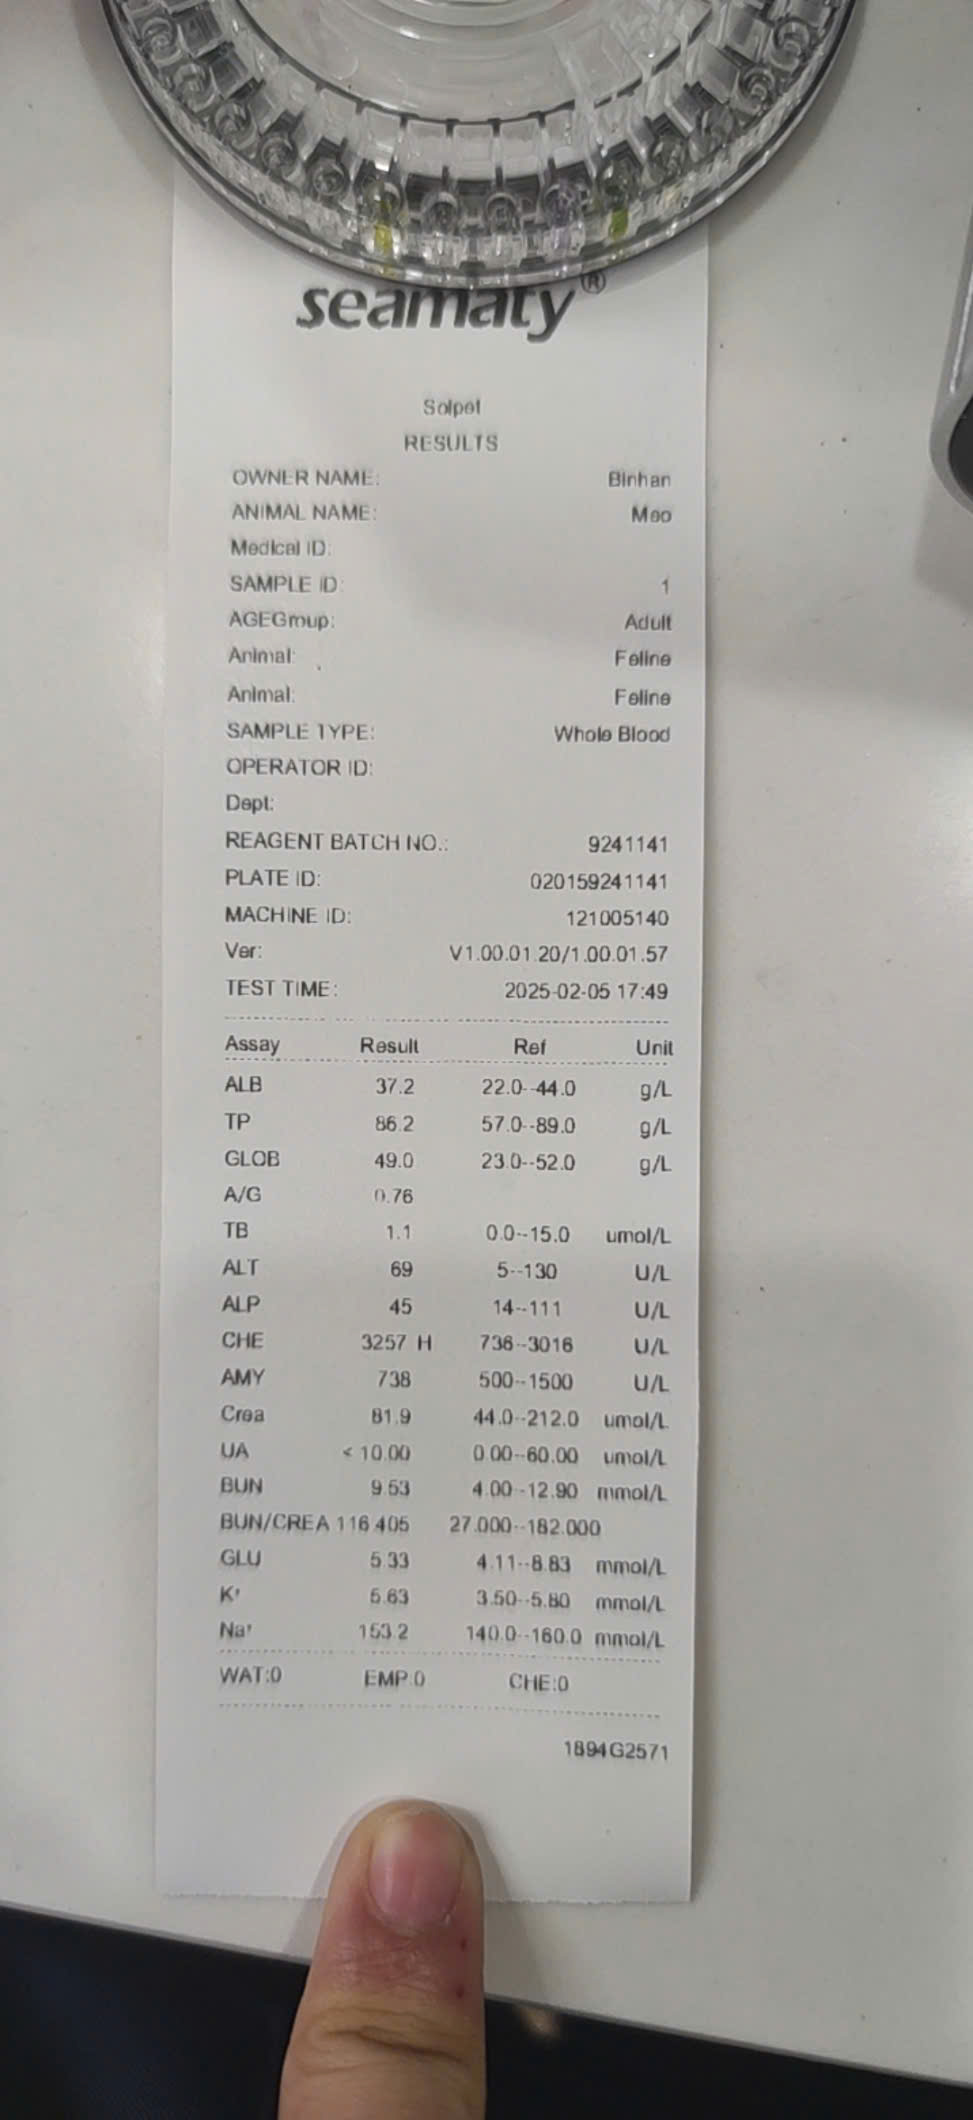 seamaty®
Solpet
RESULTS
OWNER NAME: Binhan
ANIMAL NAME: Meo
Medical ID:
SAMPLE ID: 1
AGEGroup: Adult
Animal: Feline
Animal: Feline
SAMPLE TYPE: Whole Blood
OPERATOR ID:
Dept:
REAGENT BATCH NO.: 9241141
PLATE ID: 020159241141
MACHINE ID: 121005140
Ver: V1.00.01.20/1.00.01.57
TEST TIME: 2025-02-05 17:49
Assay Result Ref Unit
ALB 37.2 22.0--44.0 g/L
TP 86.2 57.0--89.0 g/L
GLOB 49.0 23.0--52.0 g/L
A/G 0.76
TB 1.1 0.0--15.0 umol/L
ALT 69 5--130 U/L
ALP 45 14--111 U/L
CHE 3257 H 736--3016 U/L
AMY 738 500--1500 U/L
Crea 81.9 44.0--212.0 umol/L
UA < 10.00 0.00--60.00 umol/L
BUN 9.53 4.00--12.90 mmol/L
BUN/CREA 116.405 27.000--182.000
GLU 5.33 4.11--8.83 mmol/L
K+ 5.63 3.50--5.80 mmol/L
Na+ 153.2 140.0--160.0 mmol/L
WAT:0 EMP:0 CHE:0
1894G2571